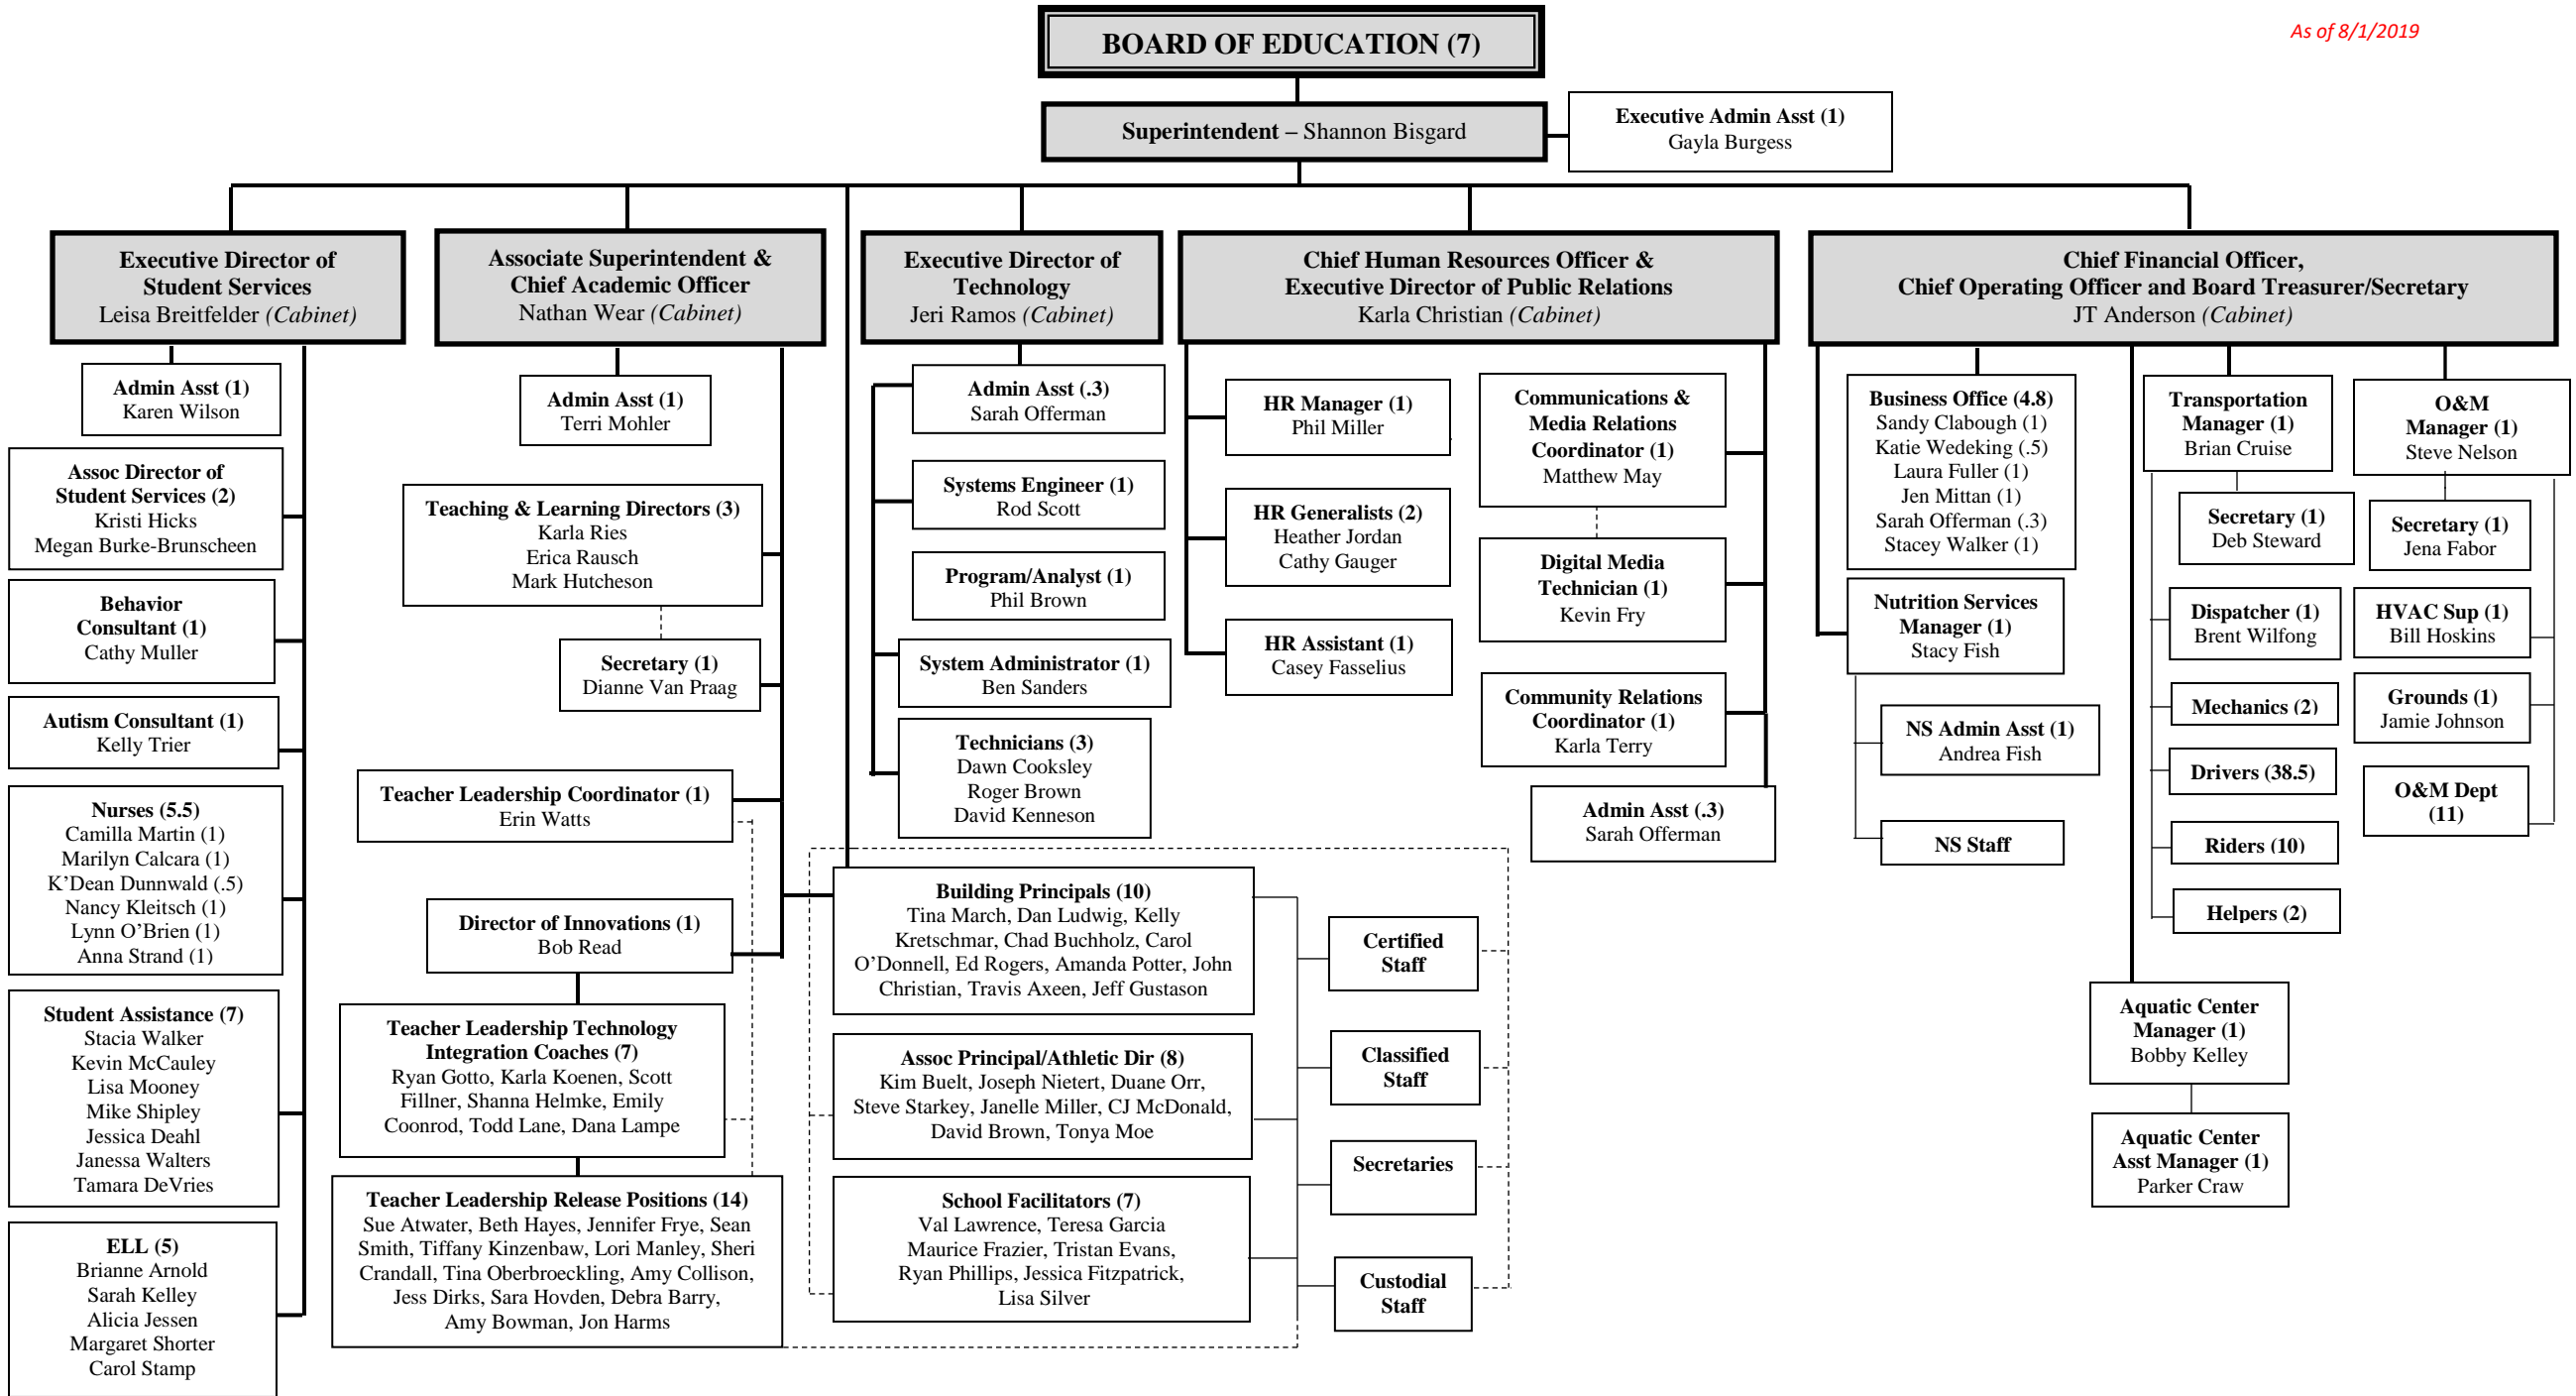 As of 8/1/2019
BOARD OF EDUCATION (7)
Superintendent – Shannon Bisgard
Executive Admin Asst (1)
Gayla Burgess
Executive Director of
Student Services
Leisa Breitfelder (Cabinet)
Admin Asst (1)
Karen Wilson
Assoc Director of
Student Services (2)
Kristi Hicks
Megan Burke-Brunscheen
Behavior
Consultant (1)
Cathy Muller
Autism Consultant (1)
Kelly Trier
Nurses (5.5)
Camilla Martin (1)
Marilyn Calcara (1)
K’Dean Dunnwald (.5)
Nancy Kleitsch (1)
Lynn O’Brien (1)
Anna Strand (1)
Student Assistance (7)
Stacia Walker
Kevin McCauley
Lisa Mooney
Mike Shipley
Jessica Deahl
Janessa Walters
Tamara DeVries
ELL (5)
Brianne Arnold
Sarah Kelley
Alicia Jessen
Margaret Shorter
Carol Stamp
Associate Superintendent &
Chief Academic Officer
Nathan Wear (Cabinet)
Admin Asst (1)
Terri Mohler
Teaching & Learning Directors (3)
Karla Ries
Erica Rausch
Mark Hutcheson
Secretary (1)
Dianne Van Praag
Teacher Leadership Coordinator (1)
Erin Watts
Director of Innovations (1)
Bob Read
Teacher Leadership Technology
Integration Coaches (7)
Ryan Gotto, Karla Koenen, Scott
Fillner, Shanna Helmke, Emily
Coonrod, Todd Lane, Dana Lampe
Teacher Leadership Release Positions (14)
Sue Atwater, Beth Hayes, Jennifer Frye, Sean
Smith, Tiffany Kinzenbaw, Lori Manley, Sheri
Crandall, Tina Oberbroeckling, Amy Collison,
Jess Dirks, Sara Hovden, Debra Barry,
Amy Bowman, Jon Harms
Executive Director of
Technology
Jeri Ramos (Cabinet)
Admin Asst (.3)
Sarah Offerman
Systems Engineer (1)
Rod Scott
Program/Analyst (1)
Phil Brown
System Administrator (1)
Ben Sanders
Technicians (3)
Dawn Cooksley
Roger Brown
David Kenneson
Building Principals (10)
Tina March, Dan Ludwig, Kelly
Kretschmar, Chad Buchholz, Carol
O’Donnell, Ed Rogers, Amanda Potter, John
Christian, Travis Axeen, Jeff Gustason
Assoc Principal/Athletic Dir (8)
Kim Buelt, Joseph Nietert, Duane Orr,
Steve Starkey, Janelle Miller, CJ McDonald,
David Brown, Tonya Moe
School Facilitators (7)
Val Lawrence, Teresa Garcia
Maurice Frazier, Tristan Evans,
Ryan Phillips, Jessica Fitzpatrick,
Lisa Silver
Certified
Staff
Classified
Staff
Secretaries
Custodial
Staff
Chief Human Resources Officer &
Executive Director of Public Relations
Karla Christian (Cabinet)
HR Manager (1)
Phil Miller
HR Generalists (2)
Heather Jordan
Cathy Gauger
HR Assistant (1)
Casey Fasselius
Communications &
Media Relations
Coordinator (1)
Matthew May
Digital Media
Technician (1)
Kevin Fry
Community Relations
Coordinator (1)
Karla Terry
Admin Asst (.3)
Sarah Offerman
Chief Financial Officer,
Chief Operating Officer and Board Treasurer/Secretary
JT Anderson (Cabinet)
Business Office (4.8)
Sandy Clabough (1)
Katie Wedeking (.5)
Laura Fuller (1)
Jen Mittan (1)
Sarah Offerman (.3)
Stacey Walker (1)
Nutrition Services
Manager (1)
Stacy Fish
NS Admin Asst (1)
Andrea Fish
NS Staff
Transportation
Manager (1)
Brian Cruise
Secretary (1)
Deb Steward
Dispatcher (1)
Brent Wilfong
Mechanics (2)
Drivers (38.5)
Riders (10)
Helpers (2)
O&M
Manager (1)
Steve Nelson
Secretary (1)
Jena Fabor
HVAC Sup (1)
Bill Hoskins
Grounds (1)
Jamie Johnson
O&M Dept
(11)
Aquatic Center
Manager (1)
Bobby Kelley
Aquatic Center
Asst Manager (1)
Parker Craw